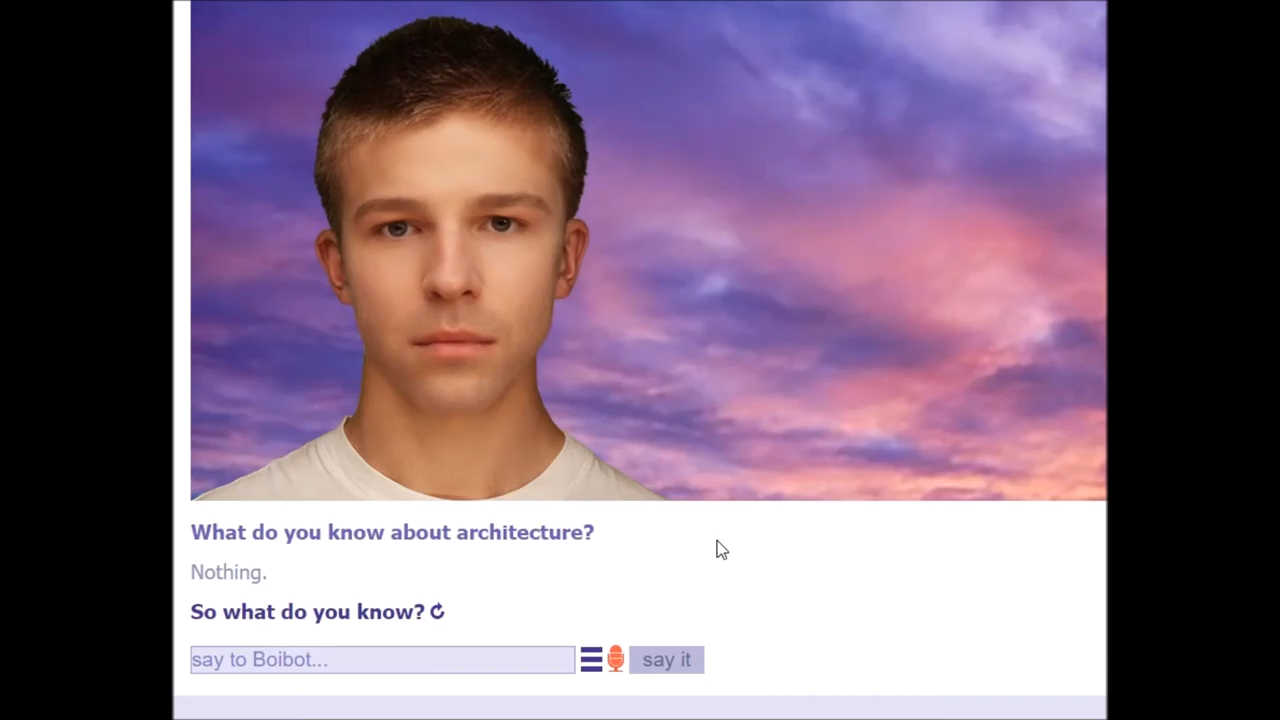 What do you know about architecture?
Nothing.
So what do you know?
say to Boibot...
say it